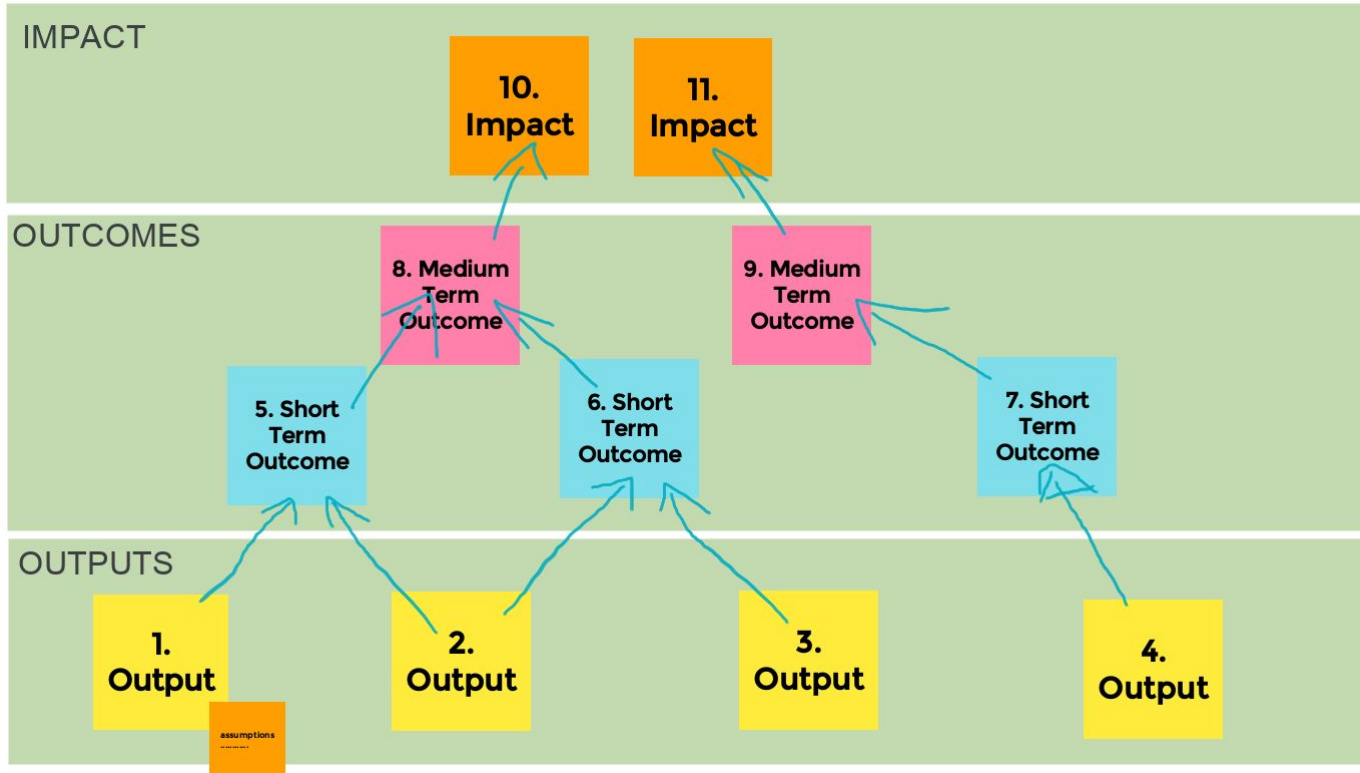 IMPACT
10.
Impact
11.
Impact
OUTCOMES
8. Medium
Term
Outcome
9. Medium
Term
Outcome
5. Short
Term
Outcome
6. Short
Term
Outcome
7. Short
Term
Outcome
OUTPUTS
1.
Output
2.
Output
3.
Output
4.
Output
assumptions
----------